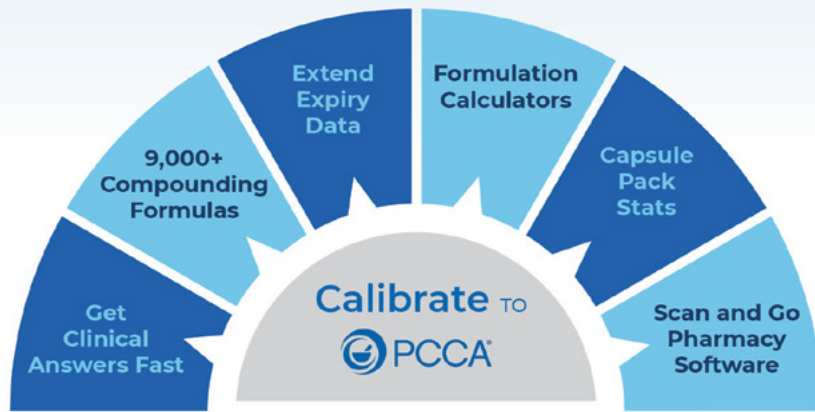 Get
Clinical
Answers Fast
9,000+
Compounding
Formulas
Extend
Expiry
Data
Formulation
Calculators
Capsule
Pack
Stats
Scan and Go
Pharmacy
Software
Calibrate TO
PCCA®